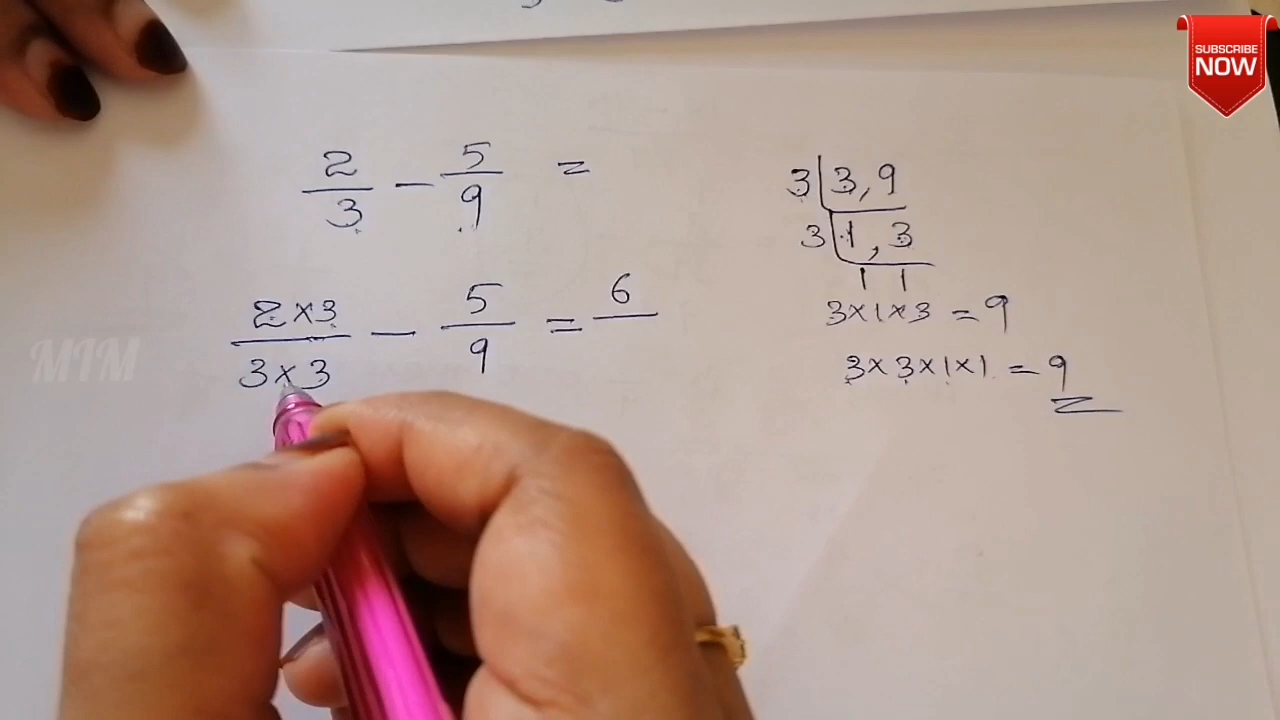 SUBSCRIBE
NOW
2/3 - 5/9 =
3 | 3, 9
3 | 1, 3
1 1
3×1×3 = 9
3×3×1×1 = 9
2×3/3×3 - 5/9 = 6
MIM